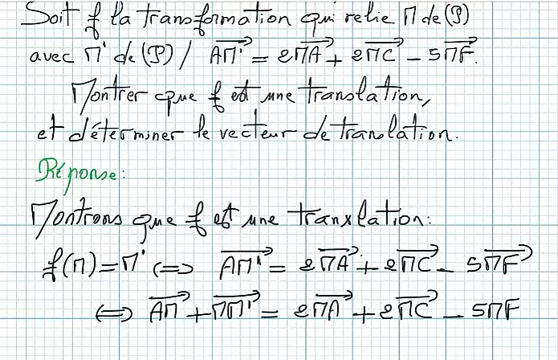 Soit f la transformation qui relie M de (P)
avec M' de (P) / AM' = 2MA + 2MC - 5MF.
Montrer que f est une translation,
et déterminer le vecteur de translation.
Réponse:
Montrons que f est une translation:
f(M) = M' <=> AM' = 2MA + 2MC - 5MF
<=> AM + MM' = 2MA + 2MC - 5MF